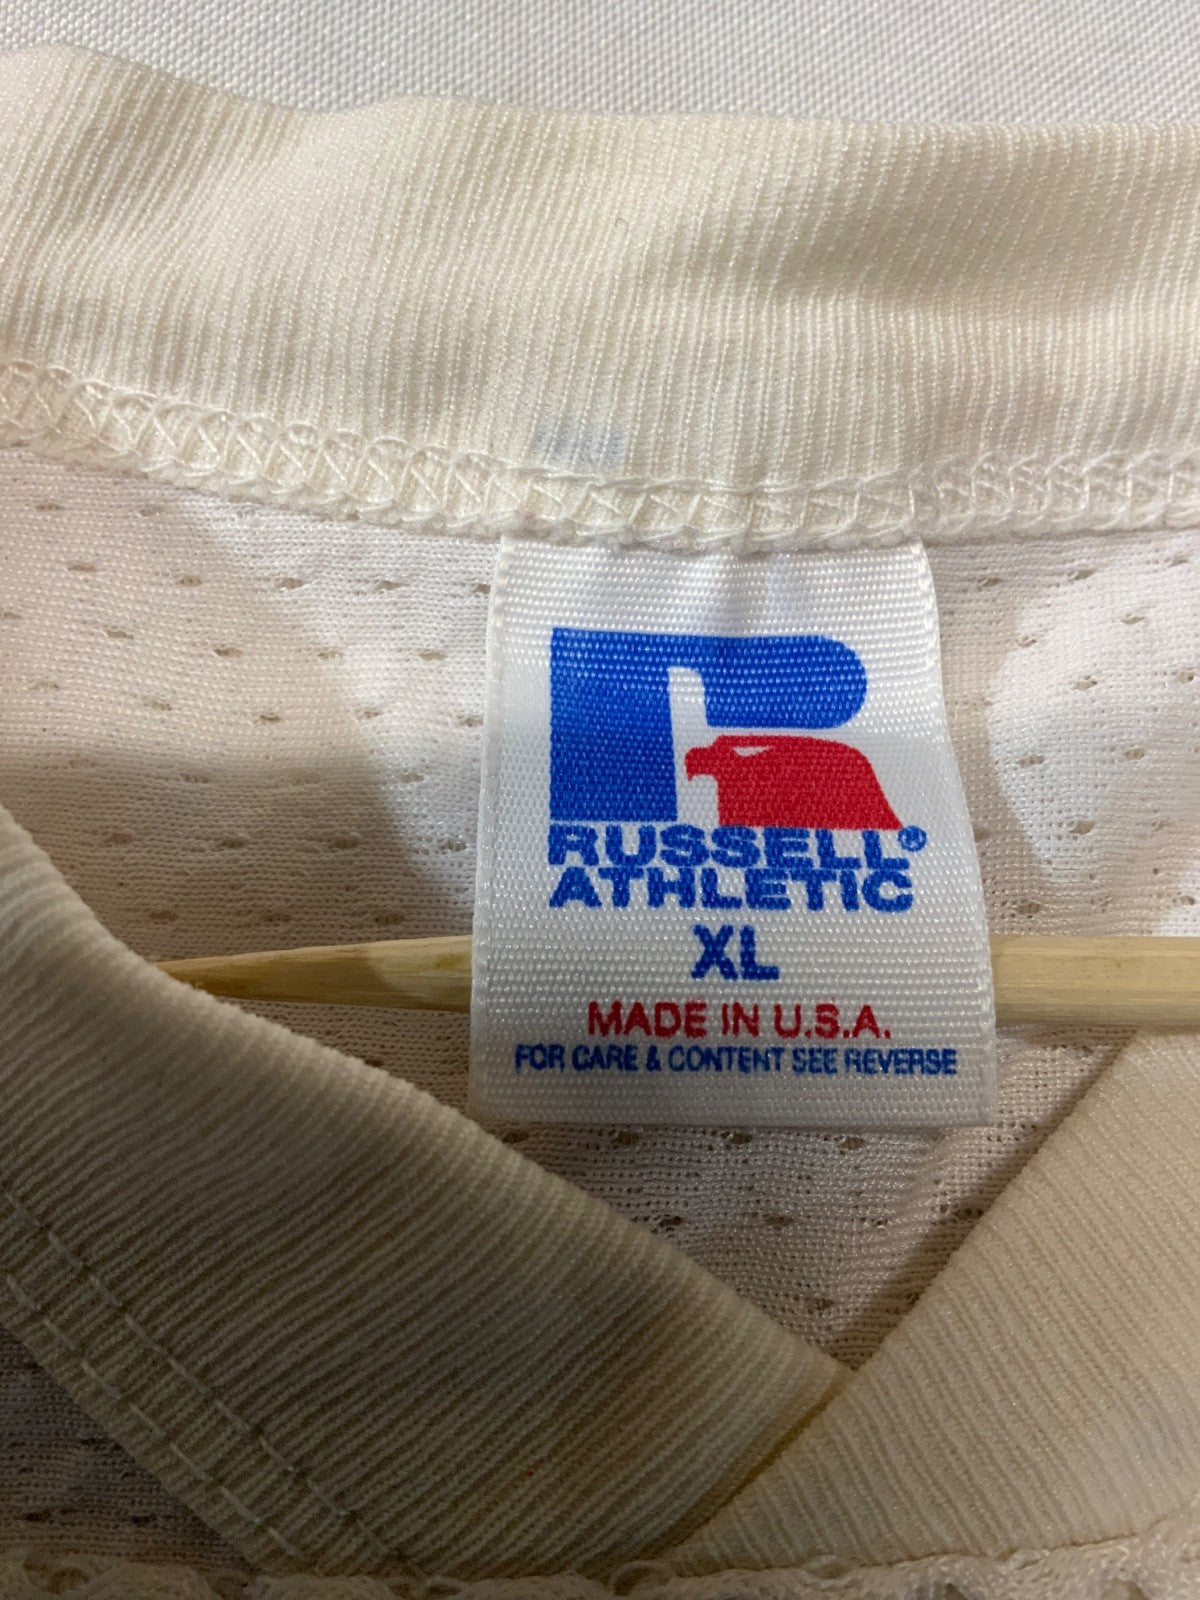 RUSSELL®
ATHLETIC
XL
MADE IN U.S.A.
FOR CARE & CONTENT SEE REVERSE